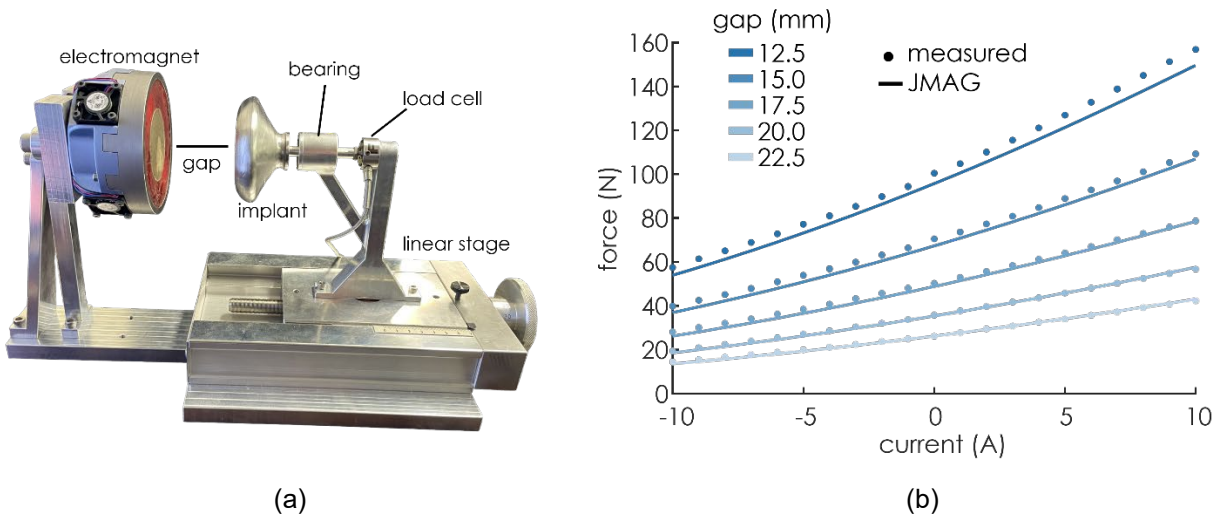 electromagnet
bearing
load cell
gap
implant
linear stage
(a)
gap (mm)
12.5
15.0
17.5
20.0
22.5
measured
JMAG
force (N)
160
140
120
100
80
60
40
20
0
-10
-5
0
5
10
current (A)
(b)